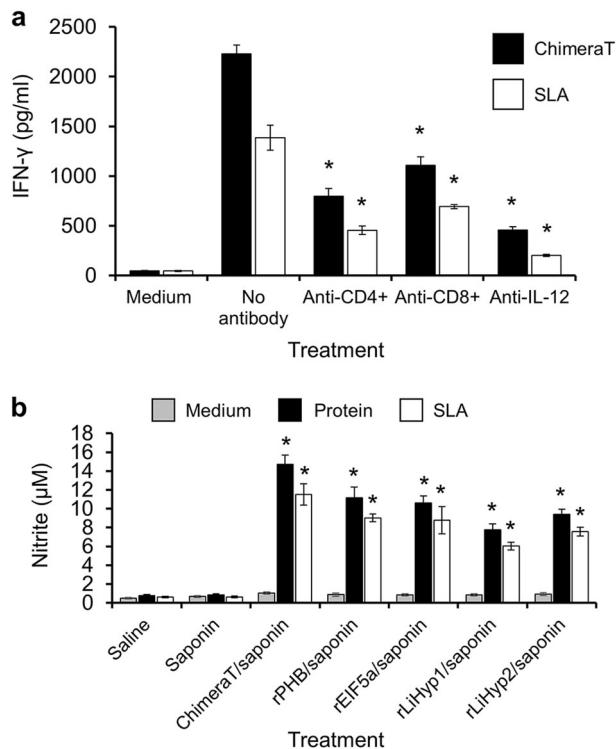 a
2500
2000
1500
1000
500
0
IFN-γ (pg/ml)
ChimeraT
SLA
* * * * * *
Medium
No
antibody
Anti-CD4+
Anti-CD8+
Anti-IL-12
Treatment
b
Medium
Protein
SLA
18
16
14
12
10
8
6
4
2
0
Nitrite (µM)
* * * * * * * * * *
Saline
Saponin
ChimeraT/saponin
rPHB/saponin
rEIF5a/saponin
rLiHyp1/saponin
rLiHyp2/saponin
Treatment